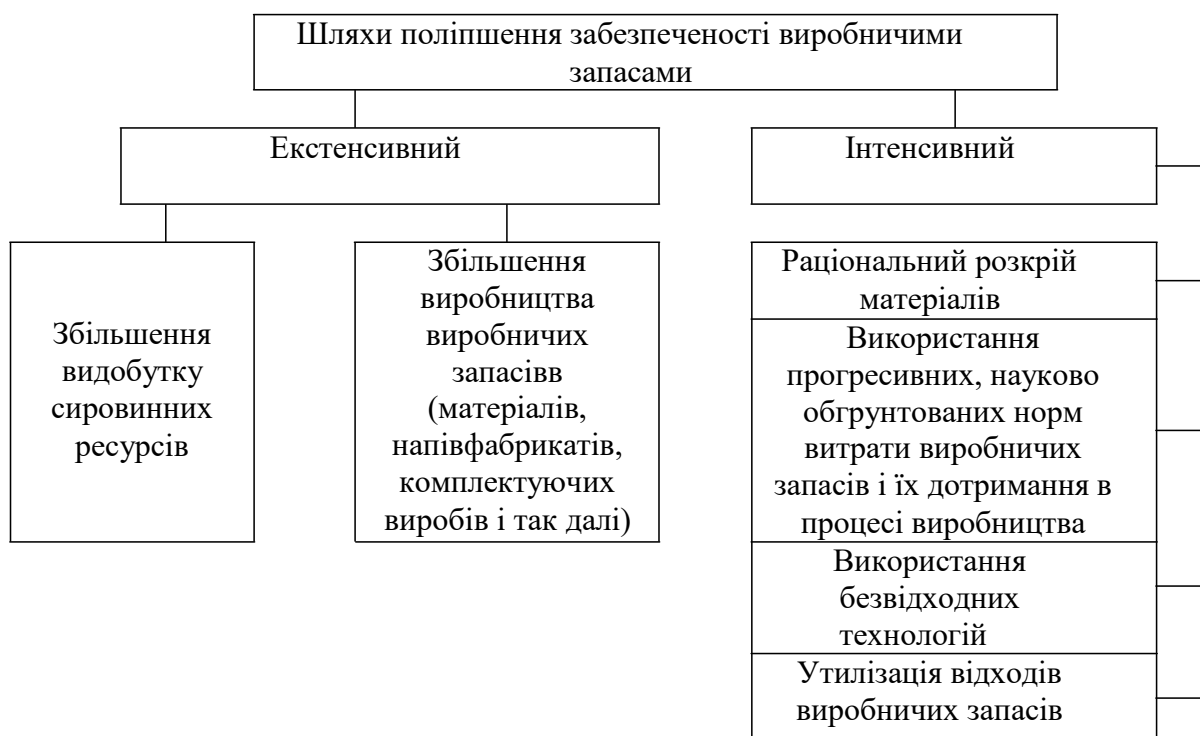 Шляхи поліпшення забезпеченості виробничими
запасами
Екстенсивний
Інтенсивний
Збільшення
видобутку
сировинних
ресурсів
Збільшення
виробництва
виробничих
запасівв
(матеріалів,
напівфабрикатів,
комплектуючих
виробів і так далі)
Раціональний розкрій
матеріалів
Використання
прогресивних, науково
обгрунтованих норм
витрати виробничих
запасів і їх дотримання в
процесі виробництва
Використання
безвідходних
технологій
Утилізація відходів
виробничих запасів